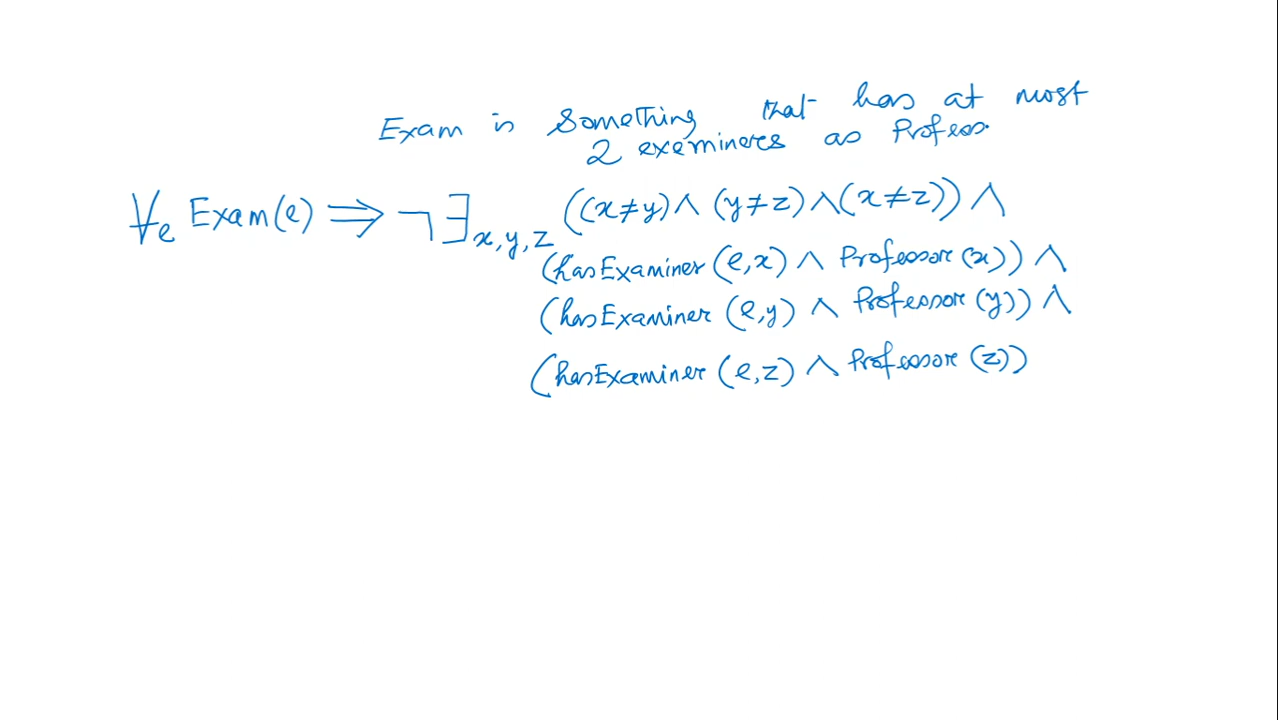 Exam is something that has at most
2 examiners as Profess
∀e Exam(e) ⟹ ¬∃x,y,z ((x≠y)∧ (y≠z)∧(x≠z)) ∧
(hasExaminer (e,x) ∧ Professor (x)) ∧
(hasExaminer (e,y) ∧ Professor (y)) ∧
(hasExaminer (e,z) ∧ Professor (z))